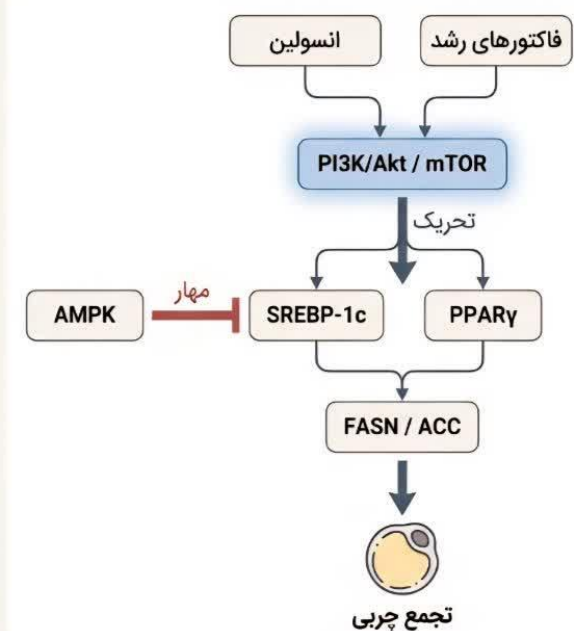 فاکتورهای رشد
انسولین
PI3K/Akt / mTOR
تحریک
مهار
AMPK
SREBP-1c
PPARγ
FASN / ACC
تجمع چربی